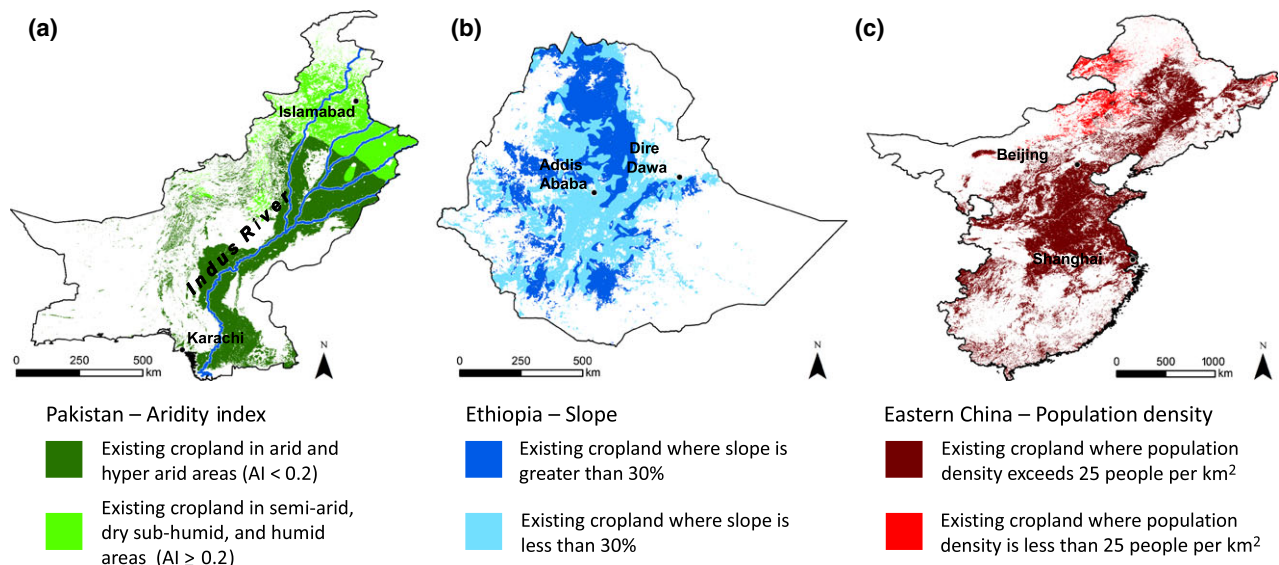 (a)
Islamabad
Indus River
Karachi
N
0 250 500
km
Pakistan – Aridity index
Existing cropland in arid and
hyper arid areas (AI < 0.2)
Existing cropland in semi-arid,
dry sub-humid, and humid
areas (AI ≥ 0.2)
(b)
Dire
Dawa
Addis
Ababa
N
0 250 500
km
Ethiopia – Slope
Existing cropland where slope is
greater than 30%
Existing cropland where slope is
less than 30%
(c)
Beijing
Shanghai
N
0 500 1000
km
Eastern China – Population density
Existing cropland where population
density exceeds 25 people per km²
Existing cropland where population
density is less than 25 people per km²